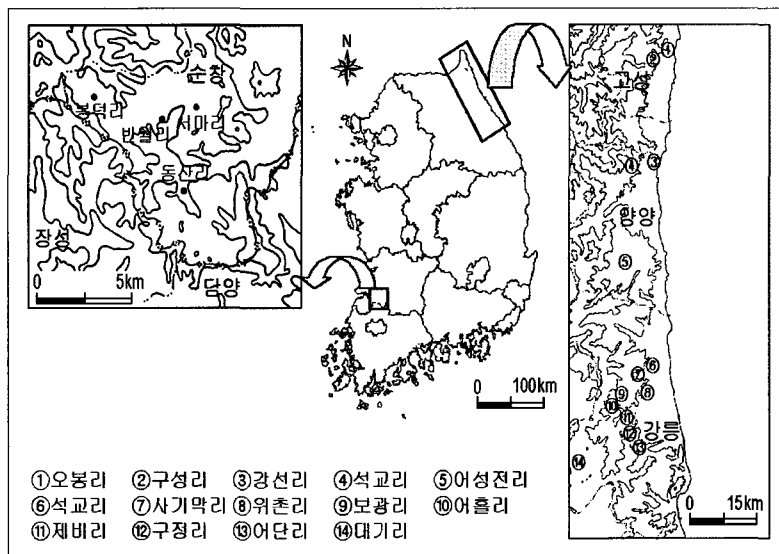 순창
봉덕리
반월리
서마리
동산리
장성
담양
0 5km
N
0 100km
① ②
고성
④ ③
양양
⑤
⑥
⑦
⑨ ⑧
⑩
⑪
⑫ 강릉
⑬
⑭
0 15km
①오봉리 ②구성리 ③강선리 ④석교리 ⑤어성전리
⑥석교리 ⑦사기막리 ⑧위촌리 ⑨보광리 ⑩어흘리
⑪제비리 ⑫구정리 ⑬어단리 ⑭대기리